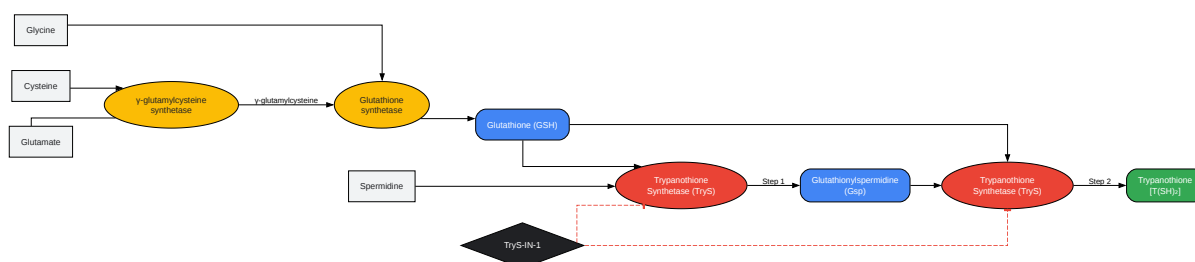 Glycine
Cysteine
Glutamate
γ-glutamylcysteine
synthetase
γ-glutamylcysteine
Glutathione
synthetase
Glutathione (GSH)
Spermidine
Trypanothione
Synthetase (TryS)
Step 1
Glutathionylspermidine
(Gsp)
Trypanothione
Synthetase (TryS)
Step 2
Trypanothione
[T(SH)₂]
TryS-IN-1